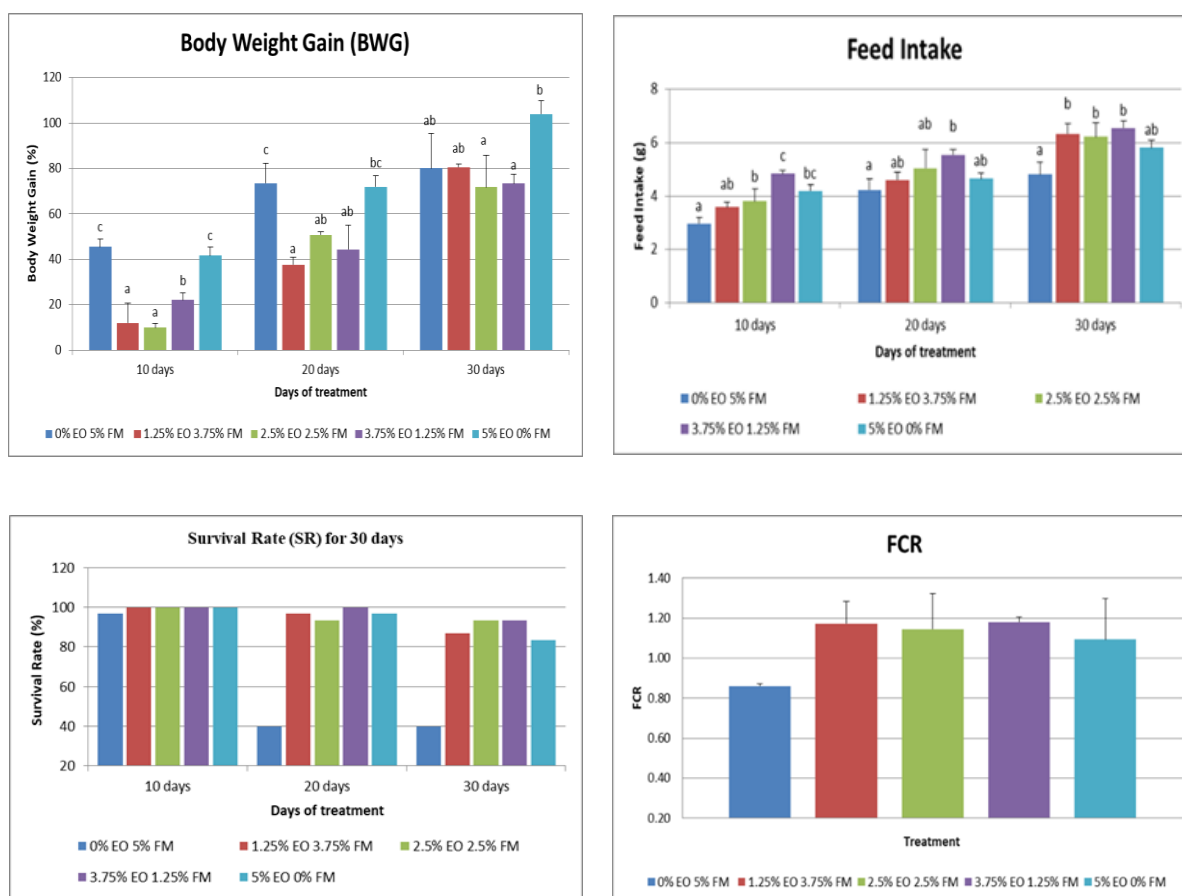 Body Weight Gain (BWG)
Body Weight Gain (%)
120
100
80
60
40
20
0
c
a
a
b
c
c
a
ab
ab
bc
ab
ab
a
a
b
10 days
20 days
30 days
Days of treatment
0% EO 5% FM
1.25% EO 3.75% FM
2.5% EO 2.5% FM
3.75% EO 1.25% FM
5% EO 0% FM
Feed Intake
Feed Intake (g)
8
6
4
2
0
a
ab
b
c
bc
a
ab
ab
b
ab
a
b
b
b
ab
10 days
20 days
30 days
Days of treatment
0% EO 5% FM
1.25% EO 3.75% FM
2.5% EO 2.5% FM
3.75% EO 1.25% FM
5% EO 0% FM
Survival Rate (SR) for 30 days
Survival Rate (%)
120
100
80
60
40
20
10 days
20 days
30 days
Days of treatment
0% EO 5% FM
1.25% EO 3.75% FM
2.5% EO 2.5% FM
3.75% EO 1.25% FM
5% EO 0% FM
FCR
FCR
1.40
1.20
1.00
0.80
0.60
0.40
0.20
Treatment
0% EO 5% FM
1.25% EO 3.75% FM
2.5% EO 2.5% FM
3.75% EO 1.25% FM
5% EO 0% FM